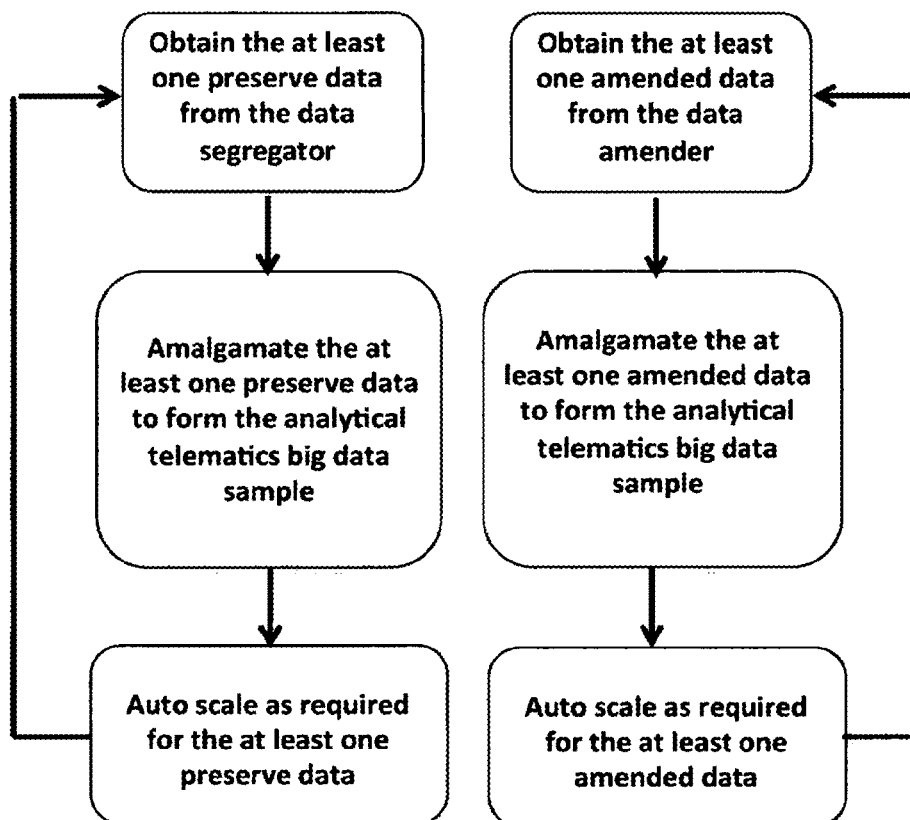 Obtain the at least
one preserve data
from the data
segregator
Amalgamate the at
least one preserve data
to form the analytical
telematics big data
sample
Auto scale as required
for the at least one
preserve data
Obtain the at least
one amended data
from the data
amender
Amalgamate the at
least one amended data
to form the analytical
telematics big data
sample
Auto scale as required
for the at least one
amended data